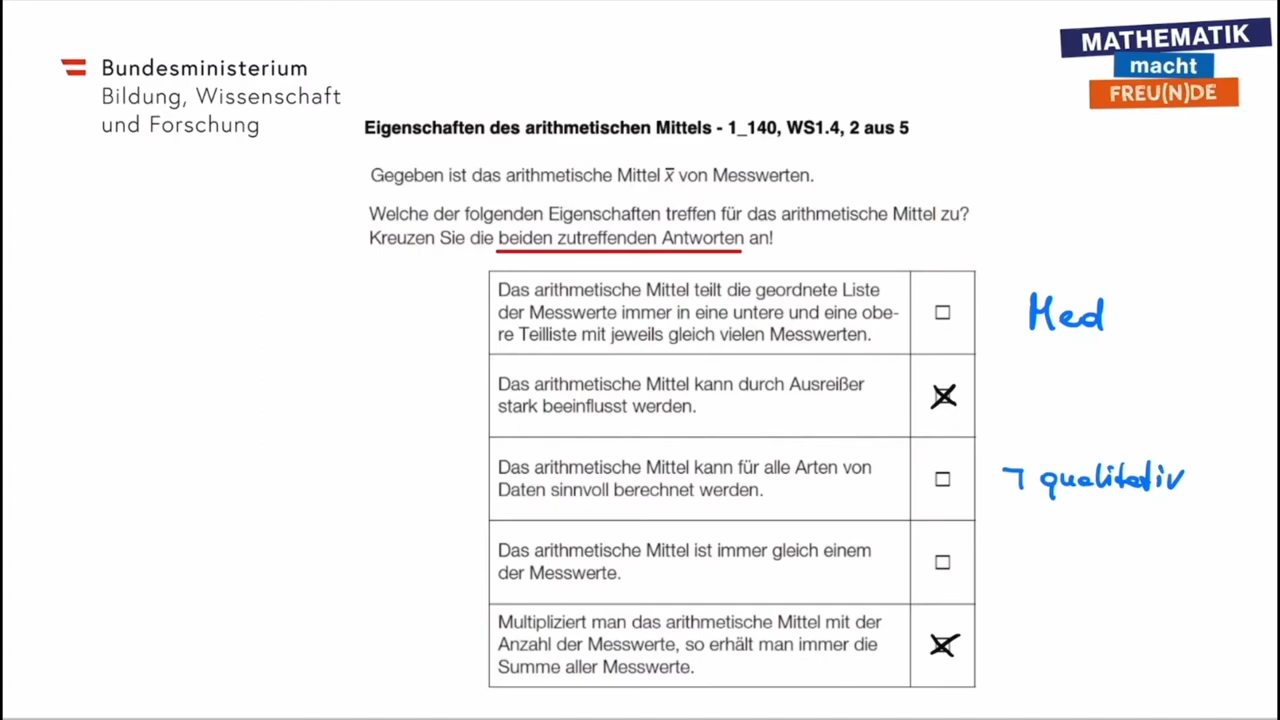 Bundesministerium
Bildung, Wissenschaft
und Forschung
MATHEMATIK
macht
FREU(N)DE
Eigenschaften des arithmetischen Mittels - 1_140, WS1.4, 2 aus 5
Gegeben ist das arithmetische Mittel x̅ von Messwerten.
Welche der folgenden Eigenschaften treffen für das arithmetische Mittel zu?
Kreuzen Sie die beiden zutreffenden Antworten an!
Das arithmetische Mittel teilt die geordnete Liste
der Messwerte immer in eine untere und eine obe-
re Teilliste mit jeweils gleich vielen Messwerten.
Med
Das arithmetische Mittel kann durch Ausreißer
stark beeinflusst werden.
Das arithmetische Mittel kann für alle Arten von
Daten sinnvoll berechnet werden.
¬ qualitativ
Das arithmetische Mittel ist immer gleich einem
der Messwerte.
Multipliziert man das arithmetische Mittel mit der
Anzahl der Messwerte, so erhält man immer die
Summe aller Messwerte.